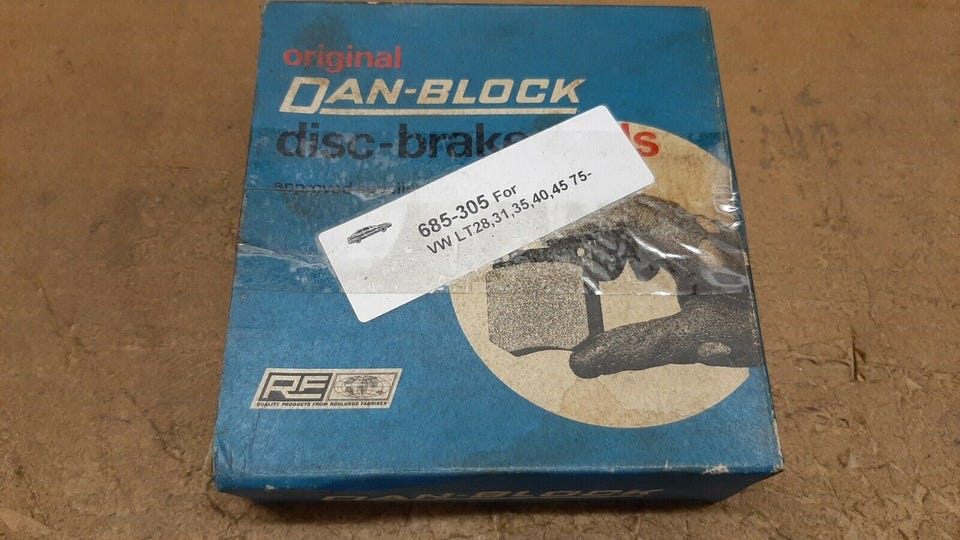 original
DAN-BLOCK
disc-brake
approved
685-305 For
VW LT28,31,35,40,45 75-
RF
QUALITY PRODUCTS FROM ROULUNDS FABRIKER
DAN-BLOCK